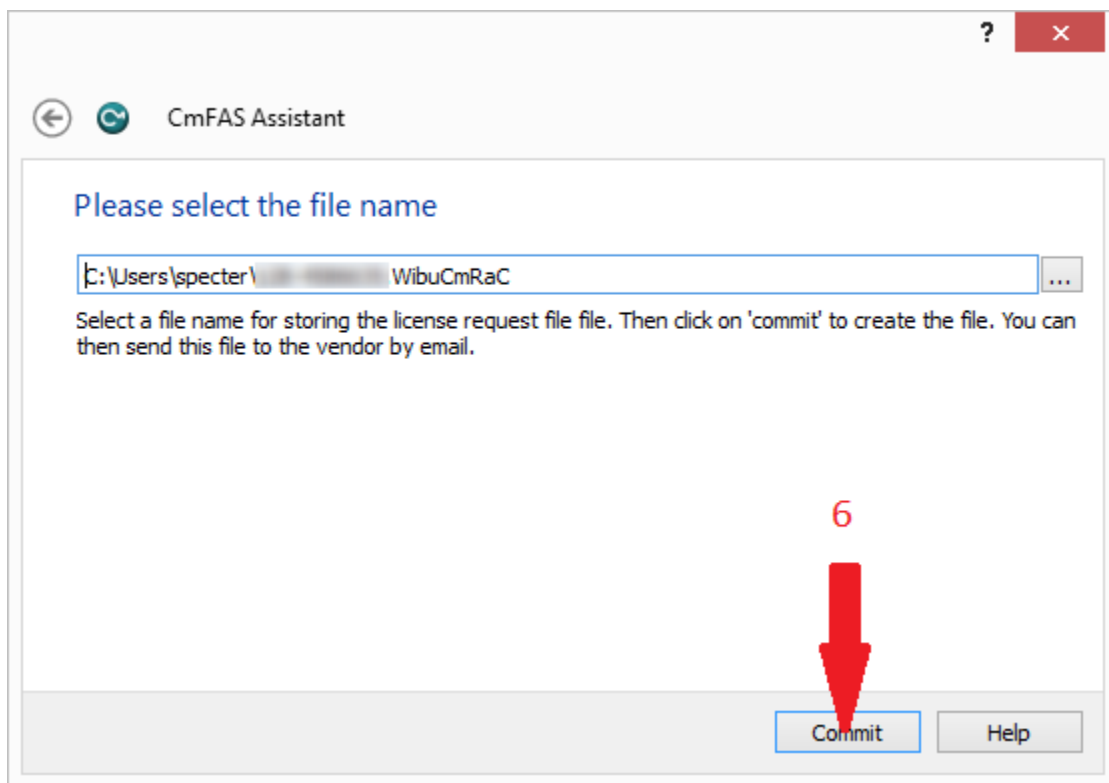 ?
CmFAS Assistant
Please select the file name
C:\Users\specter\ WibuCmRaC
...
Select a file name for storing the license request file file. Then click on 'commit' to create the file. You can
then send this file to the vendor by email.
6
Commit
Help